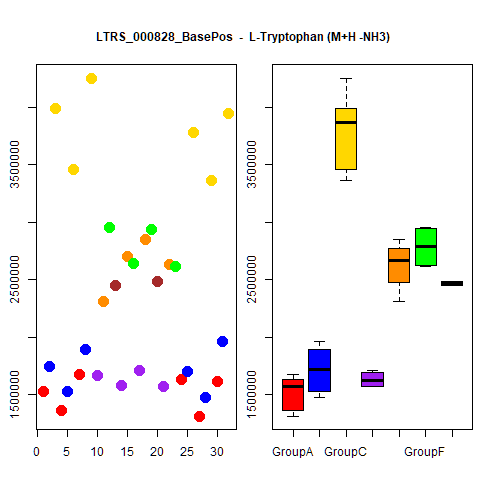 LTRS_000828_BasePos - L-Tryptophan (M+H -NH3)
3500000
2500000
1500000
0 5 10 15 20 25 30
3500000
2500000
1500000
GroupA GroupC GroupF